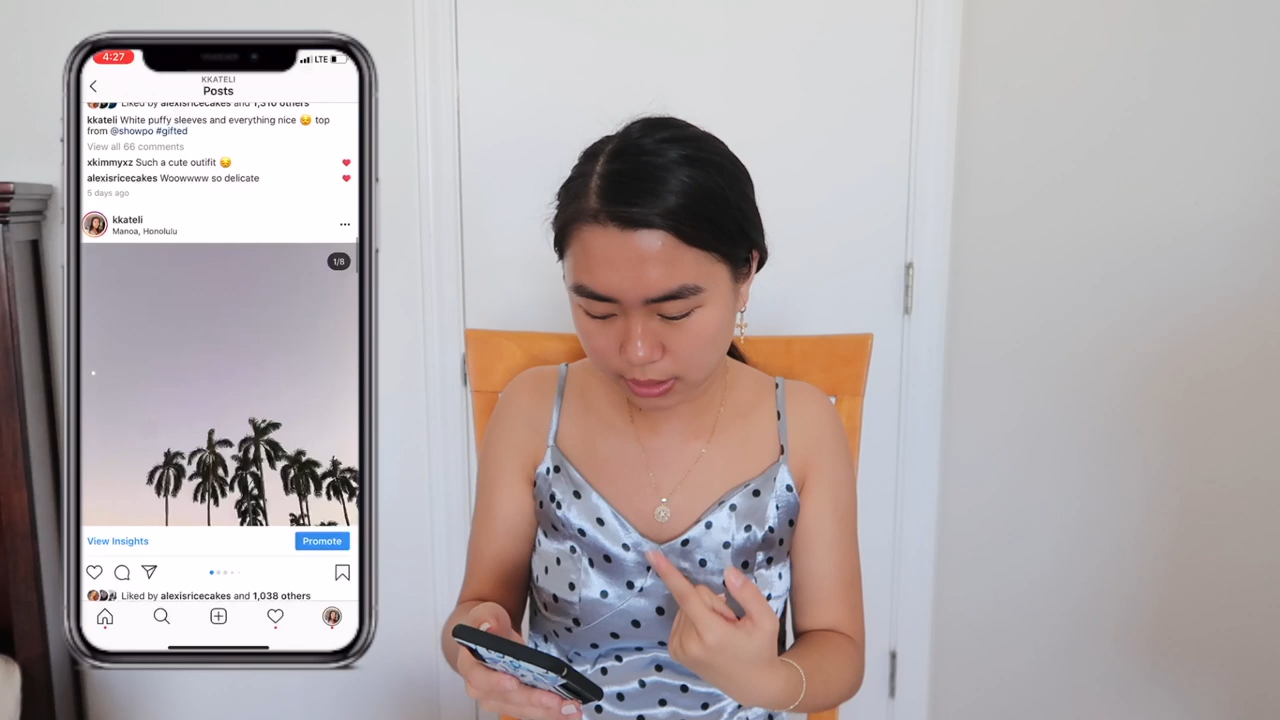 4:27
LTE
KKATELI
Posts
Liked by alexisricecakes and 1,310 others
kkateli White puffy sleeves and everything nice 😔 top
from @showpo #gifted
View all 66 comments
xkimmyxz Such a cute outifit 😔
alexisricecakes Woowwww so delicate
5 days ago
kkateli
Manoa, Honolulu
1/8
View Insights
Promote
Liked by alexisricecakes and 1,038 others